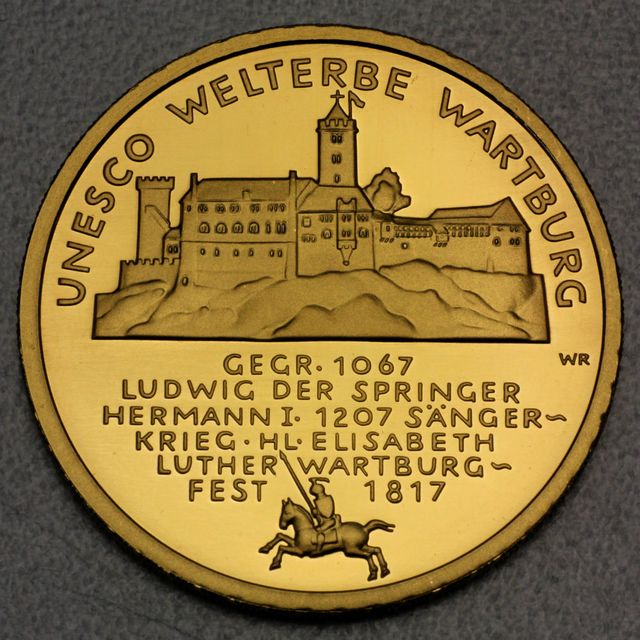 UNESCO WELTERBE WARTBURG
WR
GEGR· 1067
LUDWIG DER SPRINGER
HERMANN I· 1207 SÄNGER~
KRIEG·HL·ELISABETH
LUTHER WARTBURG~
FEST 1817